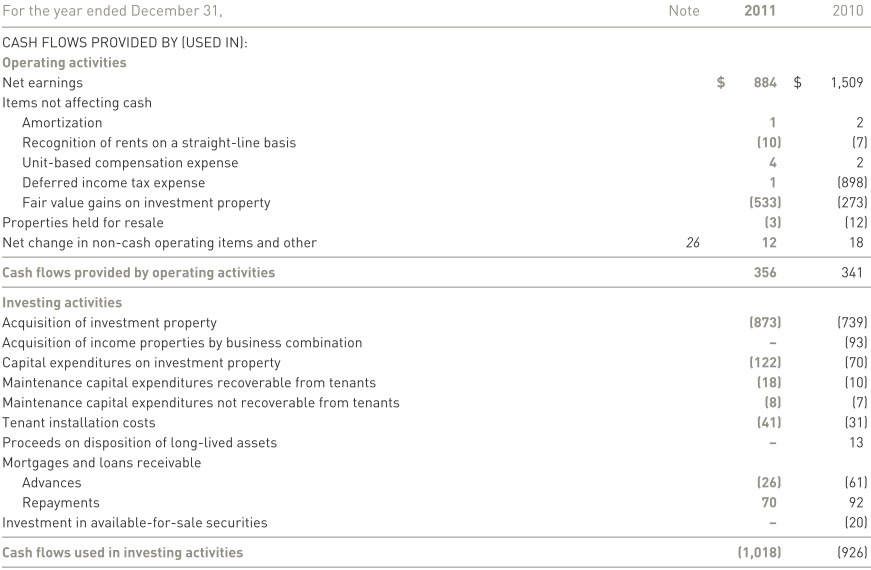 For the year ended December 31, Note 2011 2010
CASH FLOWS PROVIDED BY (USED IN):
Operating activities
Net earnings $ 884 $ 1,509
Items not affecting cash
Amortization 1 2
Recognition of rents on a straight-line basis (10) (7)
Unit-based compensation expense 4 2
Deferred income tax expense 1 (898)
Fair value gains on investment property (533) (273)
Properties held for resale (3) (12)
Net change in non-cash operating items and other 26 12 18
Cash flows provided by operating activities 356 341
Investing activities
Acquisition of investment property (873) (739)
Acquisition of income properties by business combination – (93)
Capital expenditures on investment property (122) (70)
Maintenance capital expenditures recoverable from tenants (18) (10)
Maintenance capital expenditures not recoverable from tenants (8) (7)
Tenant installation costs (41) (31)
Proceeds on disposition of long-lived assets – 13
Mortgages and loans receivable
Advances (26) (61)
Repayments 70 92
Investment in available-for-sale securities – (20)
Cash flows used in investing activities (1,018) (926)